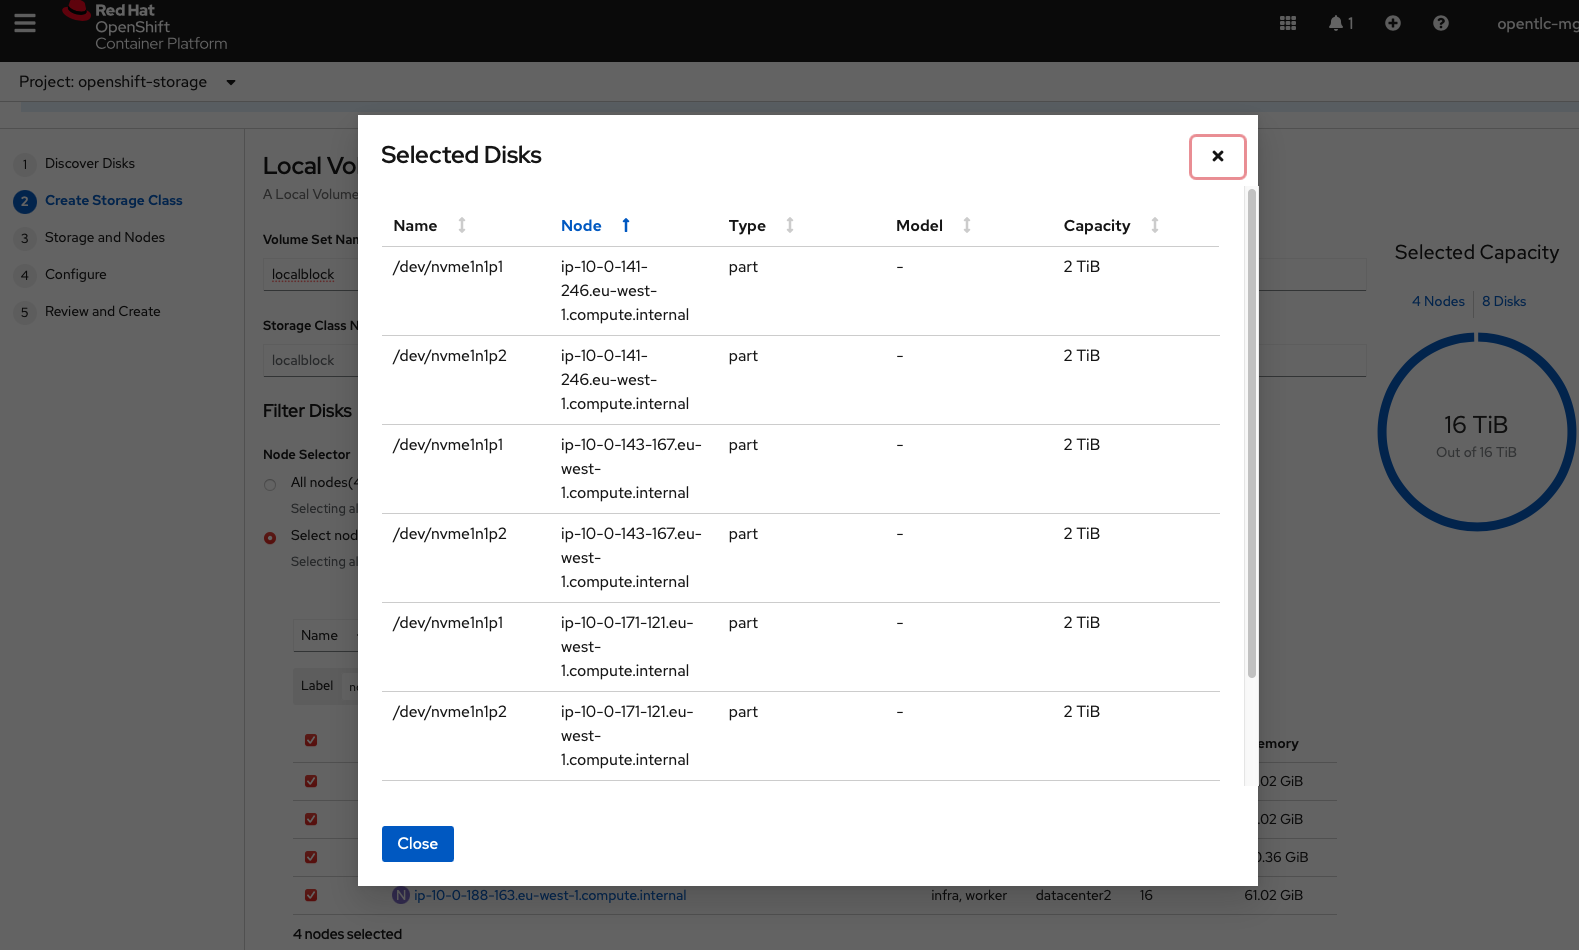 Red Hat
OpenShift
Container Platform
1
opentlc-mg
Project: openshift-storage
1 Discover Disks
2 Create Storage Class
3 Storage and Nodes
4 Configure
5 Review and Create
Local Vo
A Local Volume
Volume Set Nam
localblock
Storage Class N
localblock
Filter Disks
Node Selector
All nodes(4
Selecting al
Select nod
Selecting al
Name
Label
Selected Disks
Name Node Type Model Capacity
/dev/nvme1n1p1 ip-10-0-141- part - 2 TiB
246.eu-west-
1.compute.internal
/dev/nvme1n1p2 ip-10-0-141- part - 2 TiB
246.eu-west-
1.compute.internal
/dev/nvme1n1p1 ip-10-0-143-167.eu- part - 2 TiB
west-
1.compute.internal
/dev/nvme1n1p2 ip-10-0-143-167.eu- part - 2 TiB
west-
1.compute.internal
/dev/nvme1n1p1 ip-10-0-171-121.eu- part - 2 TiB
west-
1.compute.internal
/dev/nvme1n1p2 ip-10-0-171-121.eu- part - 2 TiB
west-
1.compute.internal
Close
Selected Capacity
4 Nodes 8 Disks
16 TiB
Out of 16 TiB
emory
.02 GiB
.02 GiB
0.36 GiB
N ip-10-0-188-163.eu-west-1.compute.internal infra, worker datacenter2 16 61.02 GiB
4 nodes selected